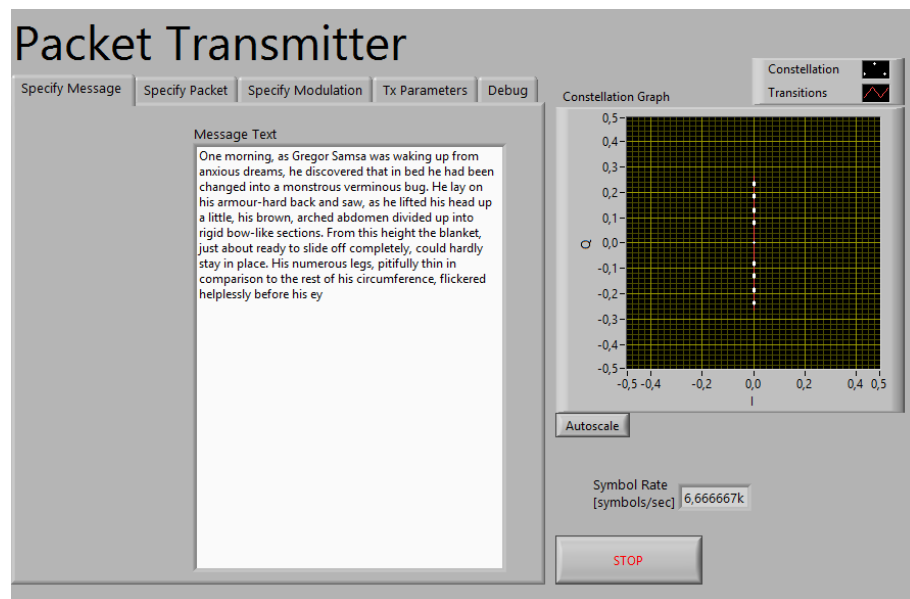 Packet Transmitter
Specify Message
Specify Packet
Specify Modulation
Tx Parameters
Debug
Message Text
One morning, as Gregor Samsa was waking up from
anxious dreams, he discovered that in bed he had been
changed into a monstrous verminous bug. He lay on
his armour-hard back and saw, as he lifted his head up
a little, his brown, arched abdomen divided up into
rigid bow-like sections. From this height the blanket,
just about ready to slide off completely, could hardly
stay in place. His numerous legs, pitifully thin in
comparison to the rest of his circumference, flickered
helplessly before his ey
Constellation
Transitions
Constellation Graph
0,5
0,4
0,3
0,2
0,1
0,0
-0,1
-0,2
-0,3
-0,4
-0,5
Q
-0,5 -0,4 -0,2 0,0 0,2 0,4 0,5
I
Autoscale
Symbol Rate
[symbols/sec]
6,666667k
STOP